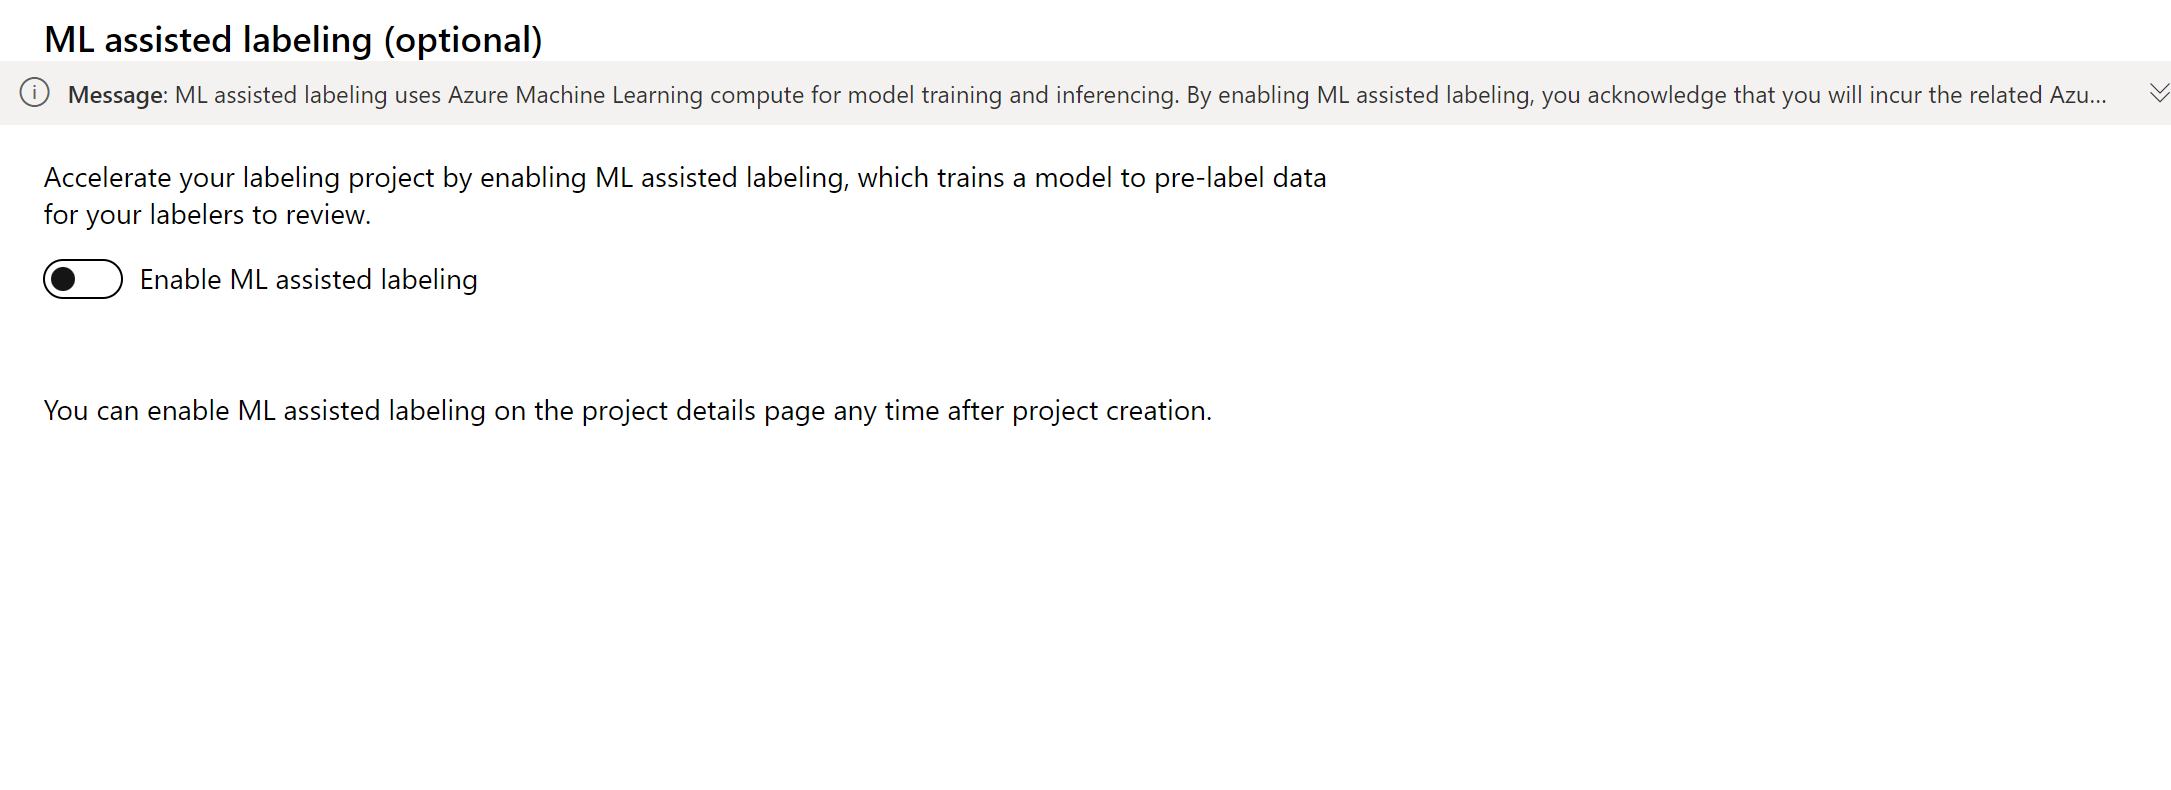 ML assisted labeling (optional)
Message: ML assisted labeling uses Azure Machine Learning compute for model training and inferencing. By enabling ML assisted labeling, you acknowledge that you will incur the related Azu...
Accelerate your labeling project by enabling ML assisted labeling, which trains a model to pre-label data
for your labelers to review.
Enable ML assisted labeling
You can enable ML assisted labeling on the project details page any time after project creation.